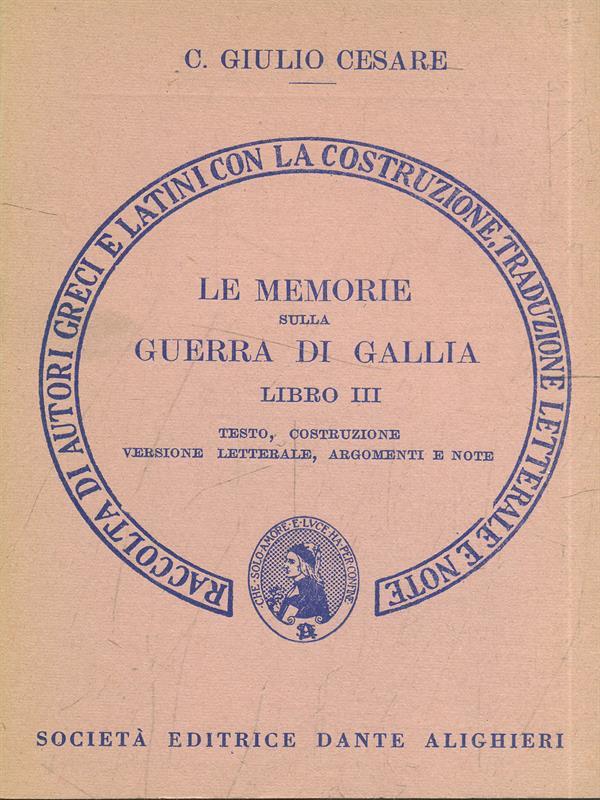 C. GIULIO CESARE
RACCOLTA DI AUTORI GRECI E LATINI CON LA COSTRUZIONE, TRADUZIONE LETTERALE E NOTE
LE MEMORIE
SULLA
GUERRA DI GALLIA
LIBRO III
TESTO, COSTRUZIONE
VERSIONE LETTERALE, ARGOMENTI E NOTE
CHE·SOLO·AMORE·E·LVCE·HA·PER·CONFINE
SOCIETÀ EDITRICE DANTE ALIGHIERI